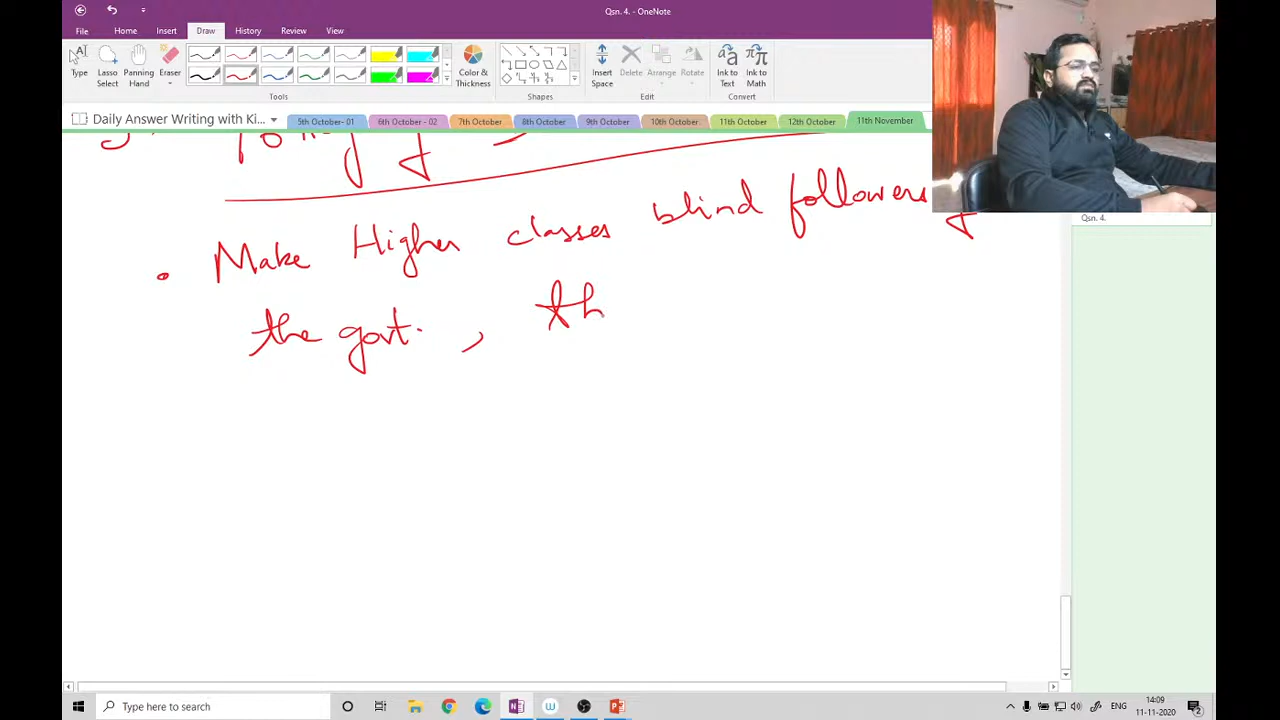 Qsn. 4. - OneNote
File Home Insert Draw History Review View
Type Lasso Select Panning Hand Eraser Color & Thickness Insert Space Delete Arrange Rotate Ink to Text Ink to Math
Tools Shapes Edit Convert
Daily Answer Writing with Ki... 5th October- 01 6th October - 02 7th October 8th October 9th October 10th October 11th October 12th October 11th November
Qsn. 4.
• Make Higher classes blind followers
the govt. , th
Type here to search
ENG 14:09
11-11-2020 2